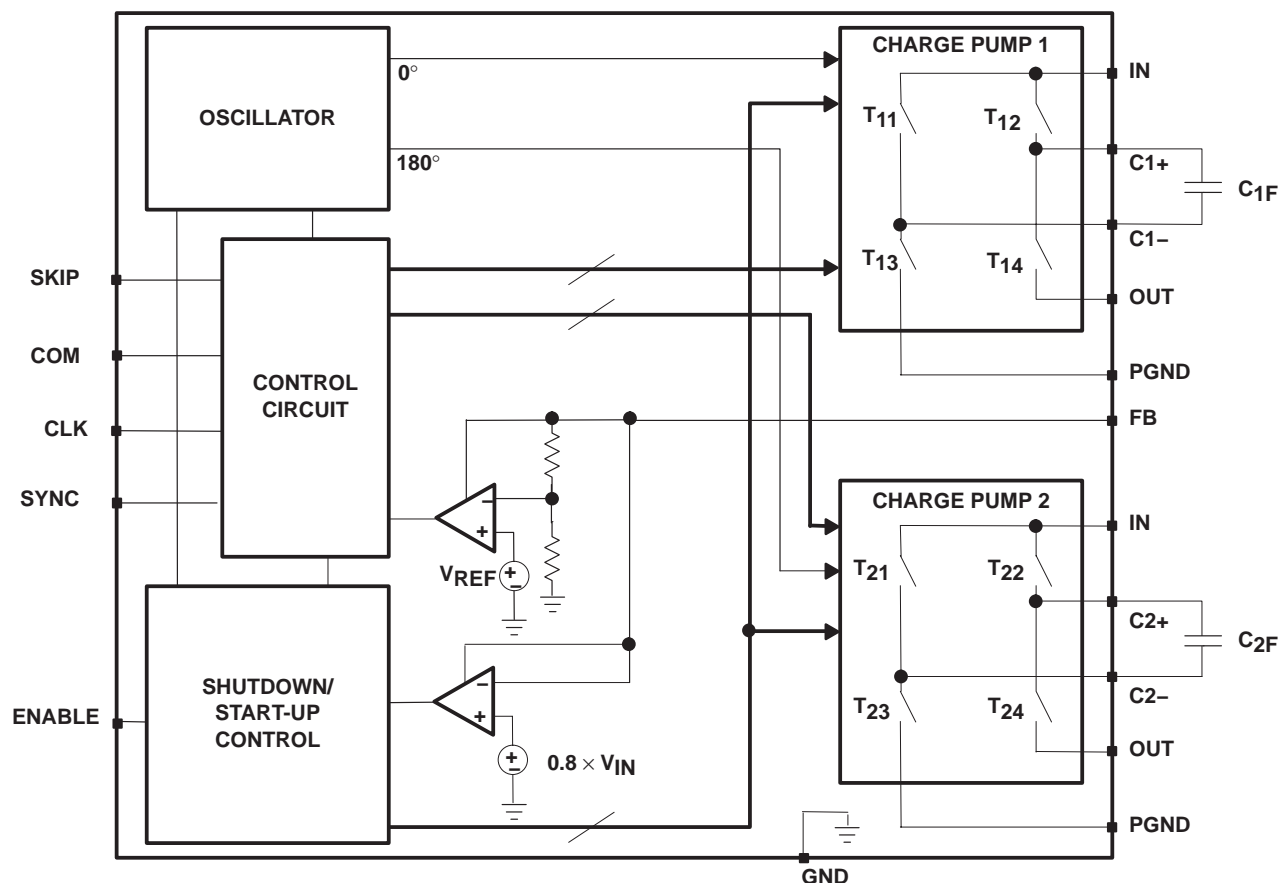 CHARGE PUMP 1
0°
IN
OSCILLATOR
T11
T12
180°
C1+
C1F
C1–
T13
T14
SKIP
OUT
COM
PGND
CONTROL
CIRCUIT
FB
CLK
SYNC
–
+
VREF
+
–
CHARGE PUMP 2
IN
T21
T22
C2+
C2F
SHUTDOWN/
START-UP
CONTROL
–
+
C2–
ENABLE
T23
T24
OUT
+
–
0.8 × VIN
PGND
GND